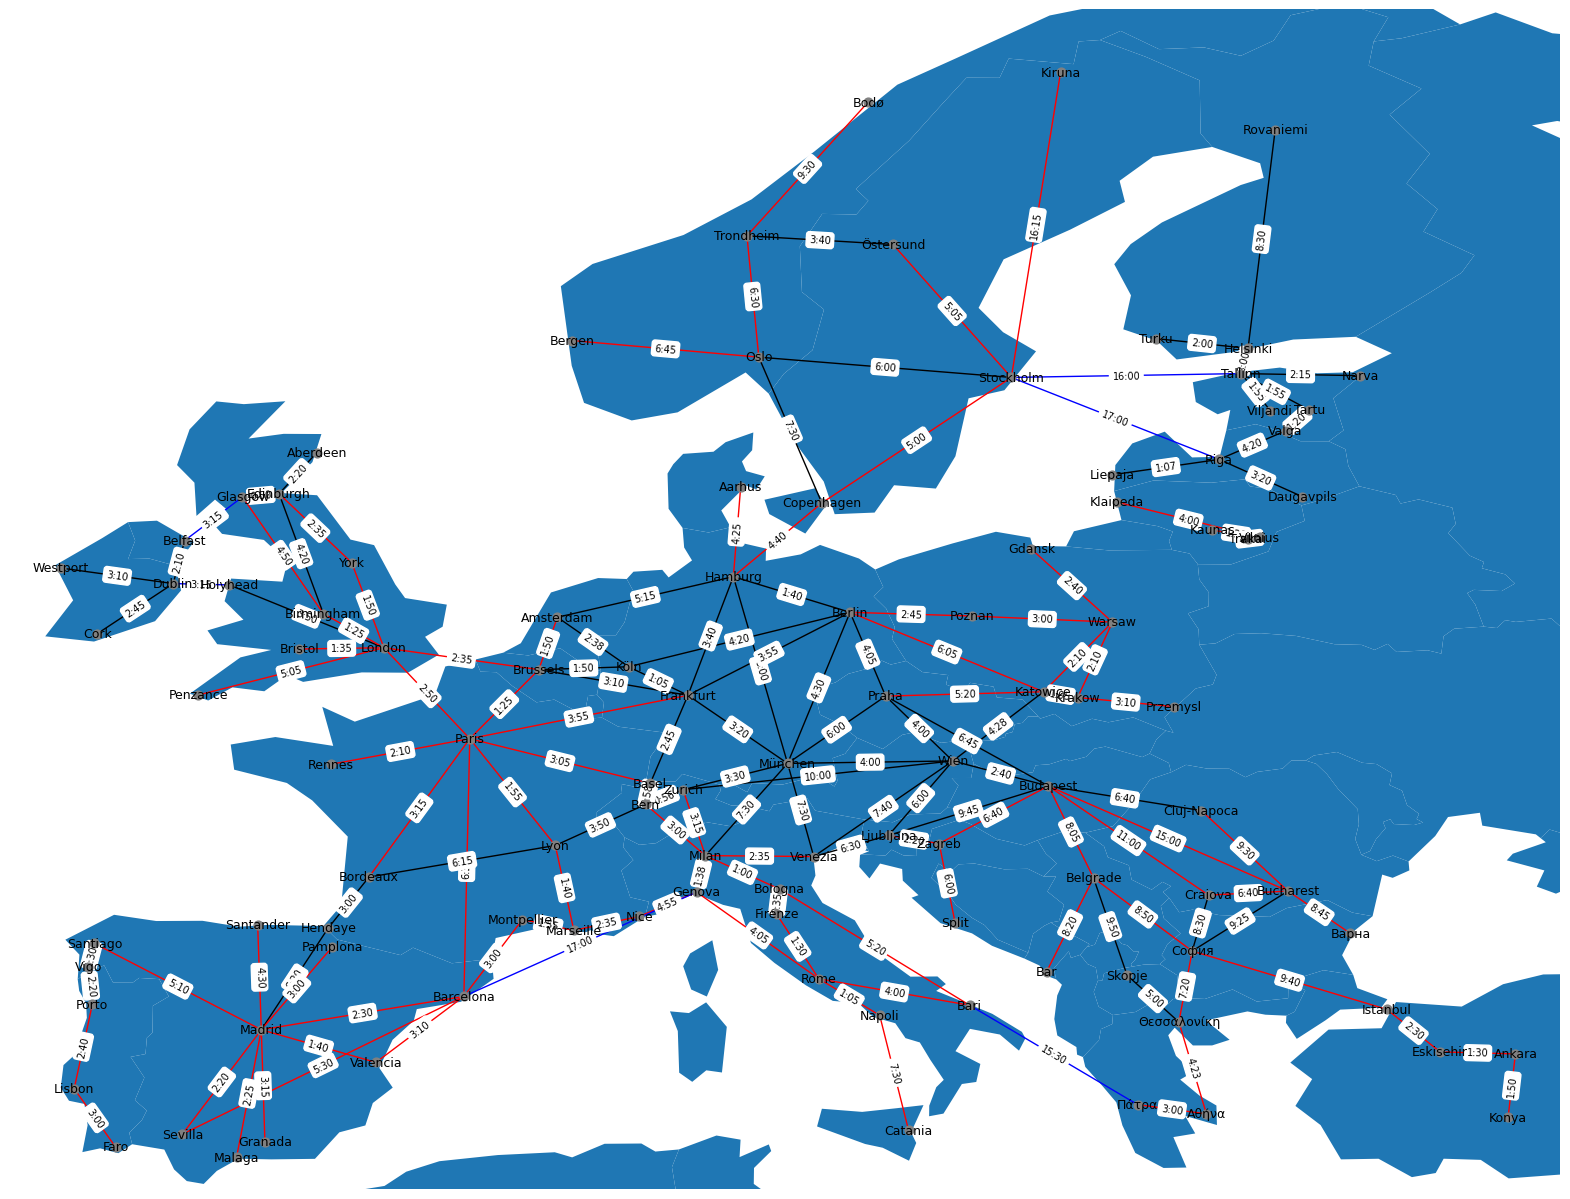 Kiruna
Bodø
Rovaniemi
9:30
16:15
Trondheim
3:40
Östersund
8:30
6:30
5:05
Bergen
6:45
Oslo
6:00
Turku
2:00
Helsinki
Stockholm
16:00
Tallinn
2:15
Narva
1:55
1:55
Viljandi
Tartu
17:00
1:20
Valga
7:30
5:00
4:20
Riga
Aberdeen
2:20
Liepaja
1:07
3:20
Daugavpils
Glasgow
Edinburgh
Aarhus
Copenhagen
Klaipeda
4:00
Kaunas
Trakai
Vilnius
3:15
2:35
4:25
4:40
Belfast
4:50
4:20
York
Gdansk
2:10
Westport
3:10
Dublin
3:15
Holyhead
Hamburg
2:40
1:50
5:15
1:40
2:45
Cork
Birmingham
1:25
Amsterdam
Berlin
2:45
Poznan
3:00
Warsaw
Bristol
1:35
London
2:35
1:50
2:38
3:40
4:20
3:55
4:05
6:05
2:10
2:10
5:05
Penzance
2:50
Brussels
1:50
Köln
3:10
1:05
Frankfurt
4:30
Praha
5:20
Katowice
Krakow
3:10
Przemysl
1:25
3:55
3:20
6:00
4:00
6:45
4:28
Paris
2:45
Rennes
2:10
3:05
München
4:00
Wien
2:40
Basel
3:30
10:00
Budapest
Zürich
Bern
3:15
1:55
7:30
7:30
7:40
6:00
9:45
6:40
6:40
Cluj-Napoca
3:50
3:00
3:15
Lyon
6:15
Milan
2:35
Venezia
6:30
Ljubljana
Zagreb
8:05
11:00
15:00
9:30
Bordeaux
1:38
1:00
Bologna
Genova
Belgrade
Craiova
6:40
Bucharest
1:40
6:00
3:00
4:55
Firenze
Split
8:50
8:30
9:25
8:45
Варна
Santander
Hendaye
Montpellier
Marseille
2:35
Nice
17:00
4:05
1:30
5:20
8:20
9:50
София
Santiago
Pamplona
3:00
Vigo
2:20
5:10
4:30
3:00
Bar
Skopje
5:00
7:20
9:40
Porto
Barcelona
Rome
1:05
4:00
Bari
Napoli
Istanbul
Madrid
2:30
3:10
Θεσσαλονίκη
2:30
2:40
1:40
Valencia
15:30
Eskisehir
1:30
Ankara
Lisbon
2:20
2:25
3:15
5:30
7:30
4:23
1:50
3:00
Faro
Sevilla
Granada
Malaga
Catania
Πάτρα
3:00
Αθήνα
Konya